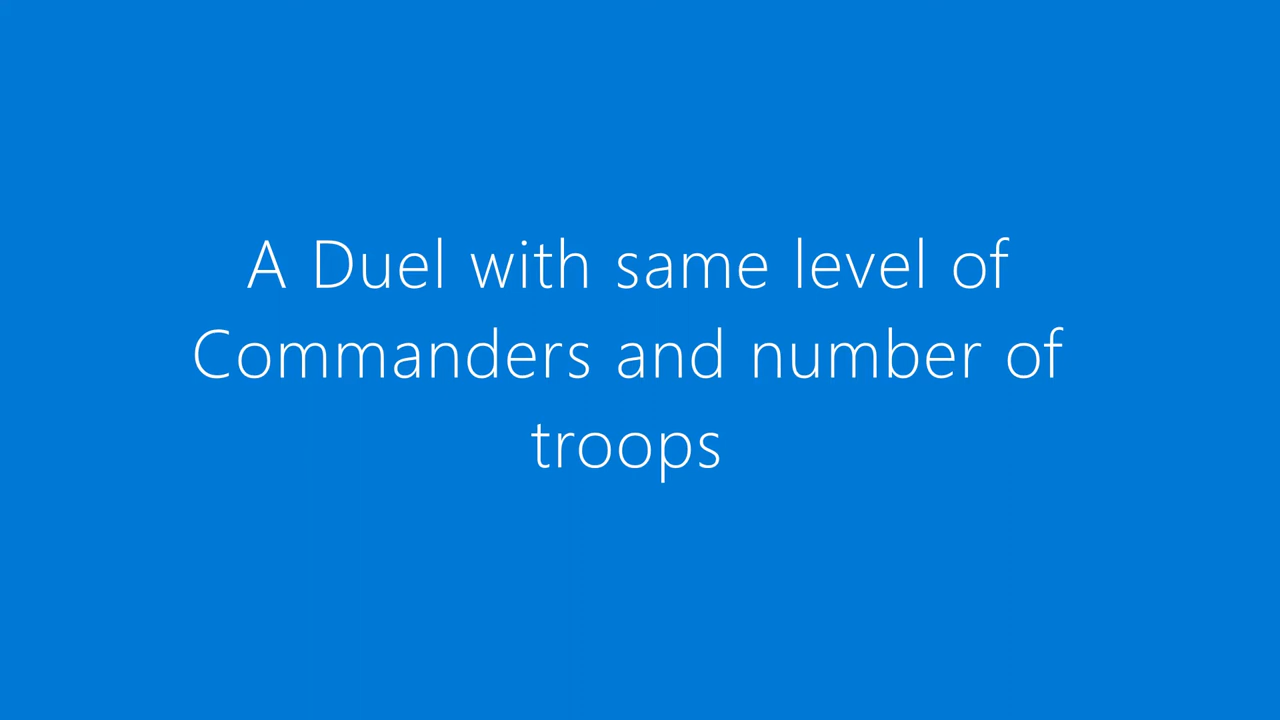 A Duel with same level of
Commanders and number of
troops